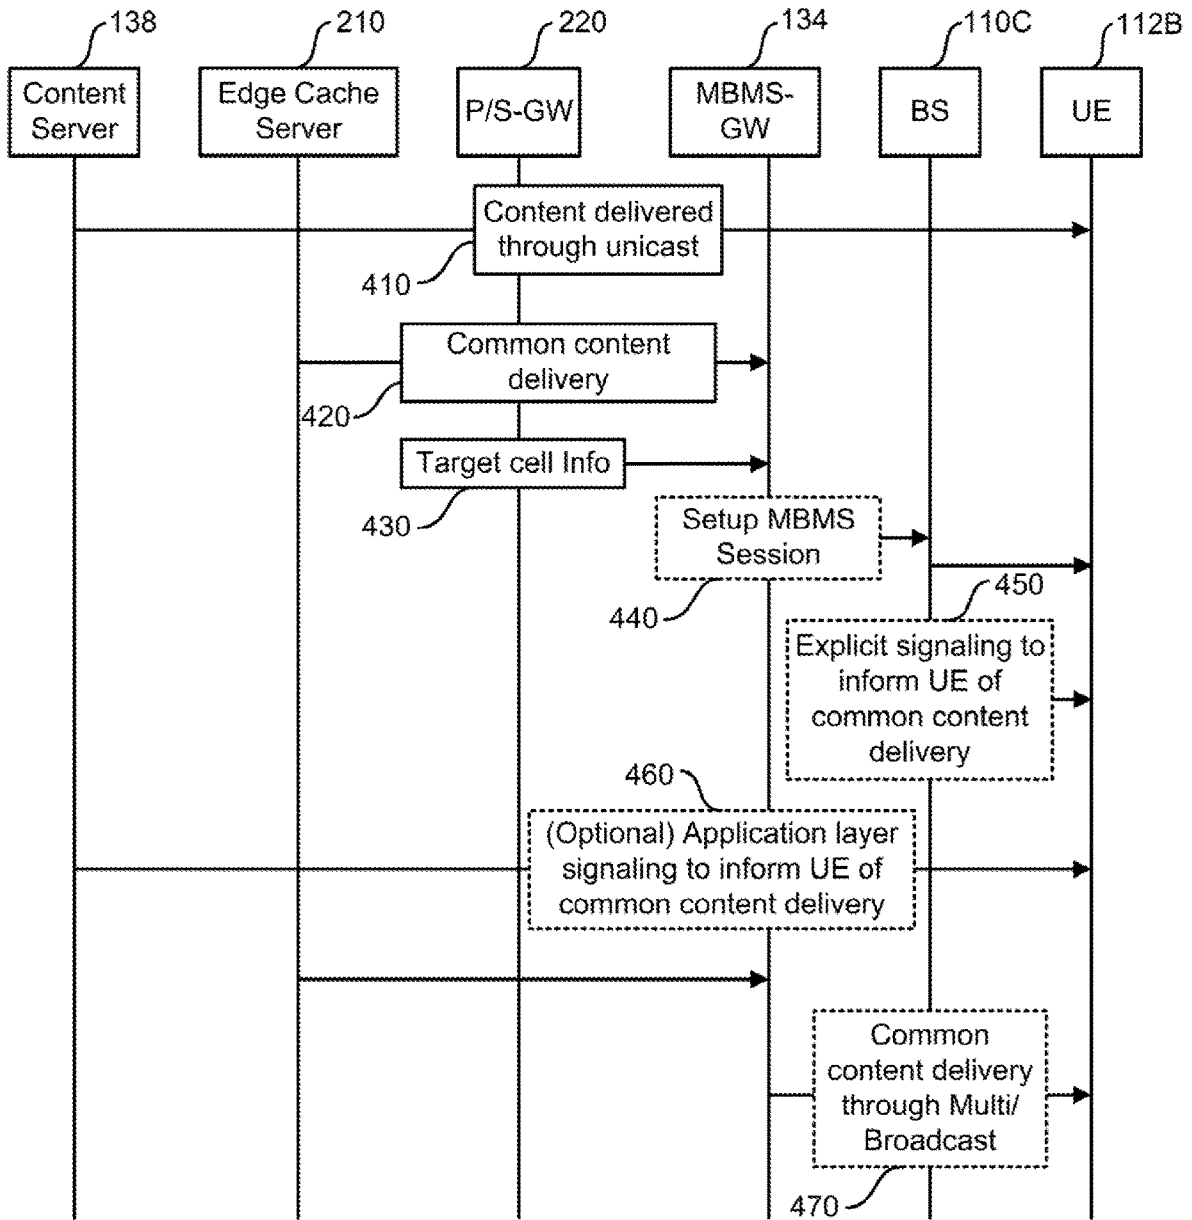 138
210
220
134
110C
112B
Content
Server
Edge Cache
Server
P/S-GW
MBMS-
GW
BS
UE
Content delivered
through unicast
410
Common content
delivery
420
Target cell Info
430
Setup MBMS
Session
440
450
Explicit signaling to
inform UE of
common content
delivery
460
(Optional) Application layer
signaling to inform UE of
common content delivery
Common
content delivery
through Multi/
Broadcast
470